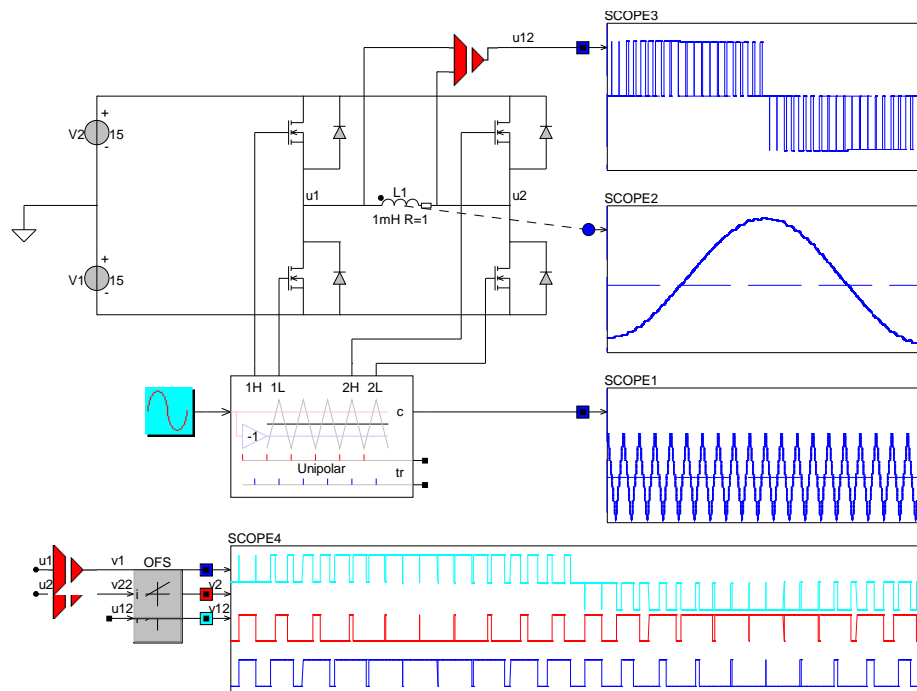 SCOPE3
u12
+
V2 15
-
L1
u1 u2
1mH R=1
SCOPE2
+
V1 15
-
SCOPE1
1H 1L 2H 2L
c
-1
Unipolar
tr
SCOPE4
u1 v1 OFS
u2 v22 i v2
u12 v12